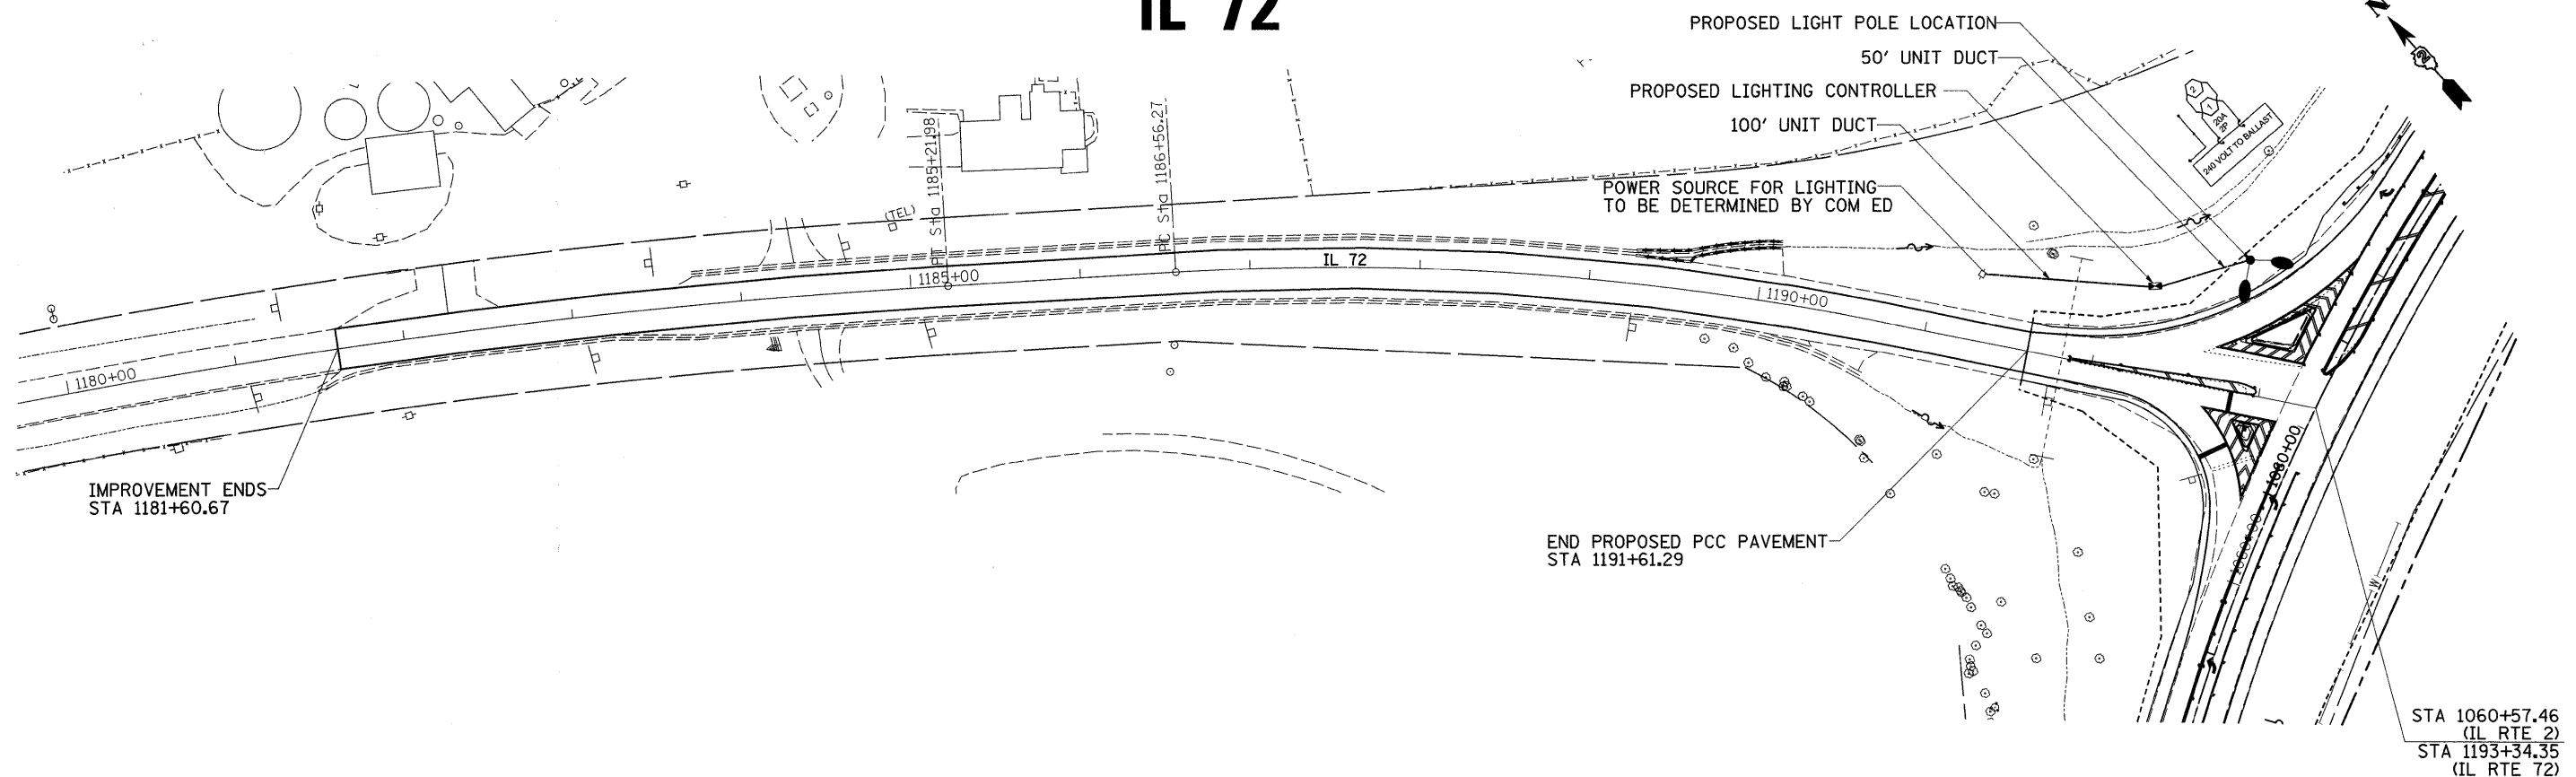 IL 72
PROPOSED LIGHT POLE LOCATION
50' UNIT DUCT
PROPOSED LIGHTING CONTROLLER
100' UNIT DUCT
POWER SOURCE FOR LIGHTING
TO BE DETERMINED BY COM ED
N
2
2
1
20A
2P
240 VOLT TO BALLAST
PT Sta 1185+21.98
PC Sta 1186+56.27
(TEL)
1180+00
1185+00
IL 72
1190+00
IMPROVEMENT ENDS
STA 1181+60.67
END PROPOSED PCC PAVEMENT
STA 1191+61.29
1060+00
W
STA 1060+57.46
(IL RTE 2)
STA 1193+34.35
(IL RTE 72)